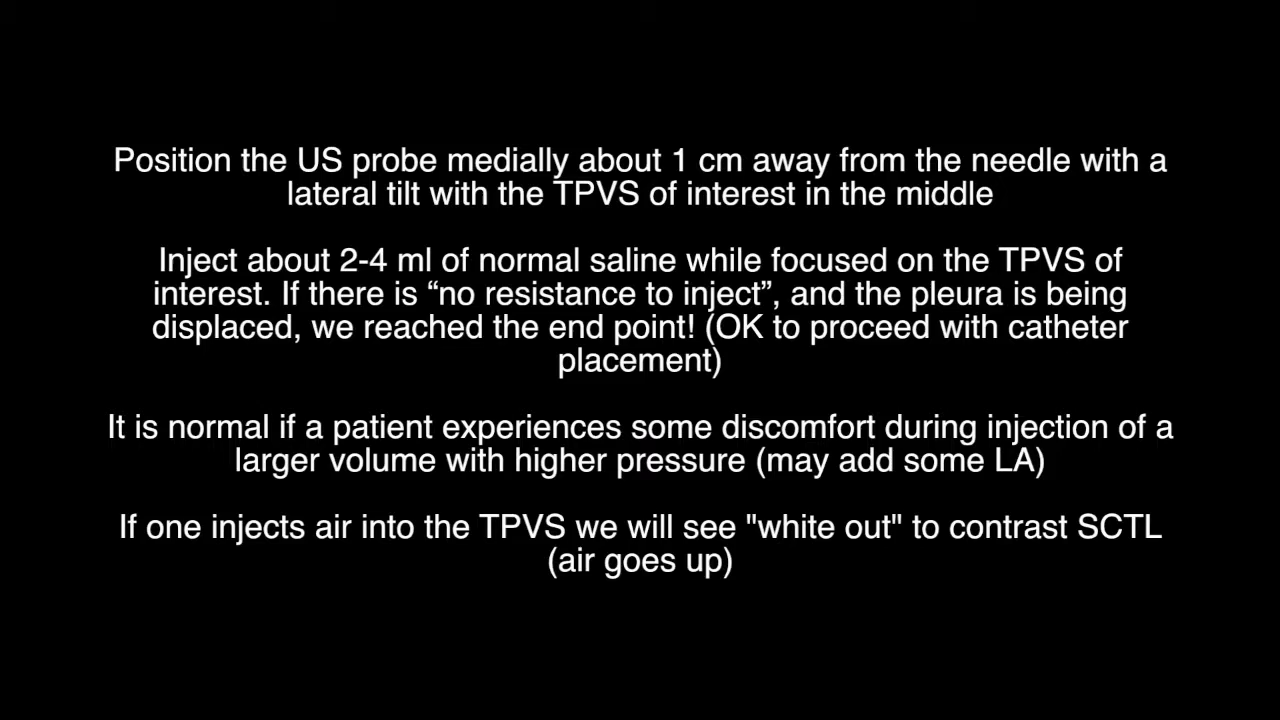 Position the US probe medially about 1 cm away from the needle with a
lateral tilt with the TPVS of interest in the middle
Inject about 2-4 ml of normal saline while focused on the TPVS of
interest. If there is “no resistance to inject”, and the pleura is being
displaced, we reached the end point! (OK to proceed with catheter
placement)
It is normal if a patient experiences some discomfort during injection of a
larger volume with higher pressure (may add some LA)
If one injects air into the TPVS we will see "white out" to contrast SCTL
(air goes up)